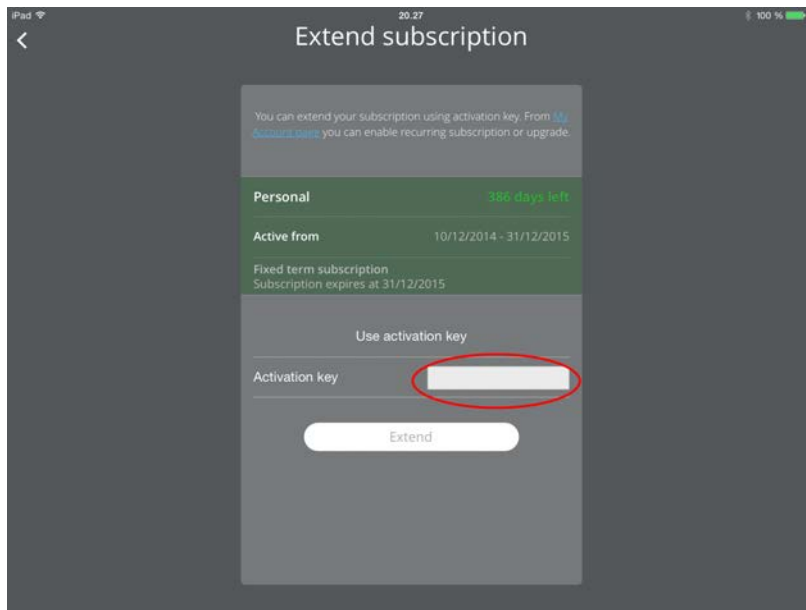 iPad 20.27 100 %
Extend subscription
You can extend your subscription using activation key. From My
Account page you can enable recurring subscription or upgrade.
Personal 386 days left
Active from 10/12/2014 - 31/12/2015
Fixed term subscription
Subscription expires at 31/12/2015
Use activation key
Activation key
Extend